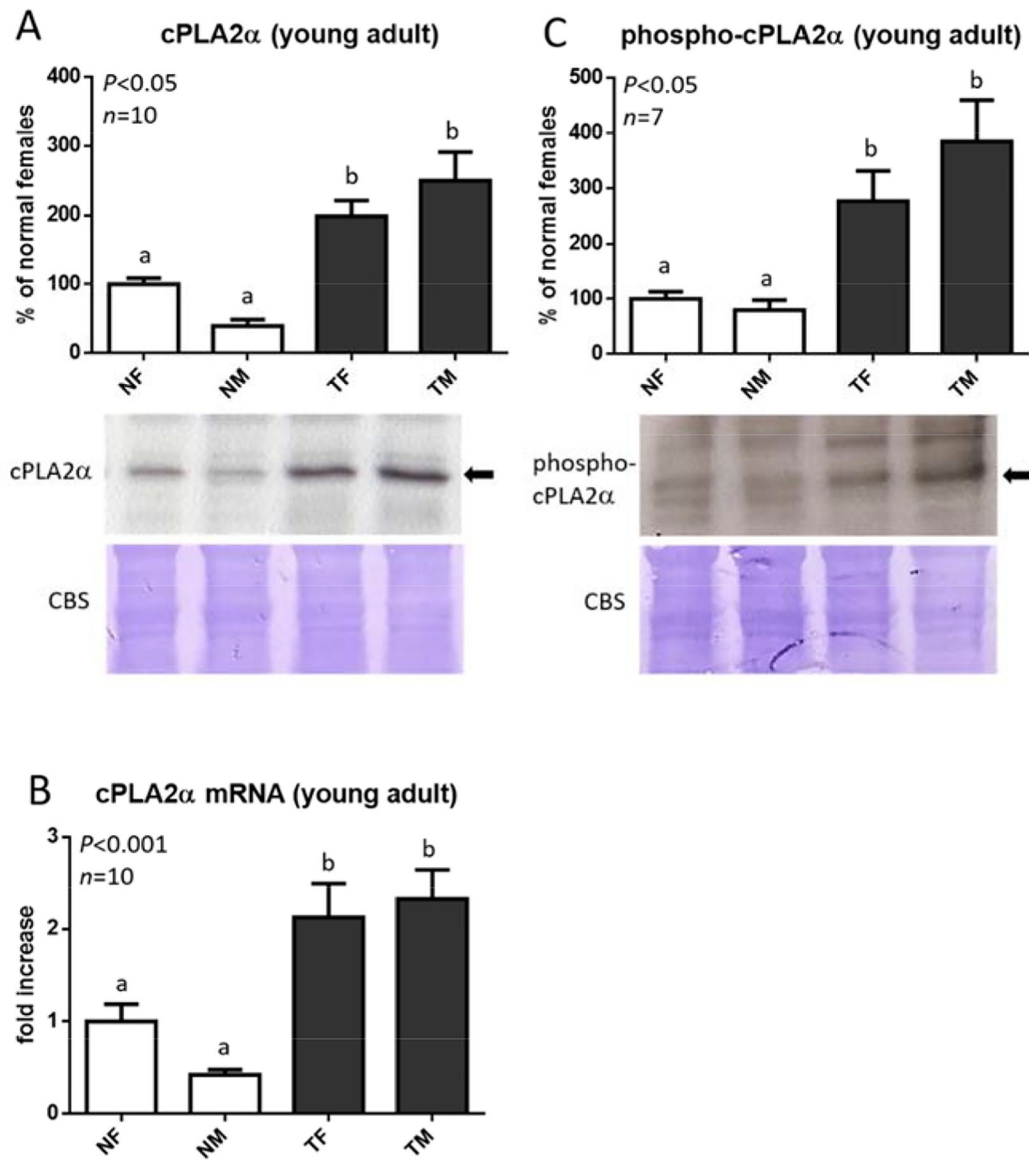 A
cPLA2α (young adult)
P<0.05
n=10
% of normal females
400
300
200
100
0
a
a
b
b
NF
NM
TF
TM
cPLA2α
CBS
C
phospho-cPLA2α (young adult)
P<0.05
n=7
% of normal females
500
400
300
200
100
0
a
a
b
b
NF
NM
TF
TM
phospho-
cPLA2α
CBS
B
cPLA2α mRNA (young adult)
P<0.001
n=10
fold increase
3
2
1
0
a
a
b
b
NF
NM
TF
TM